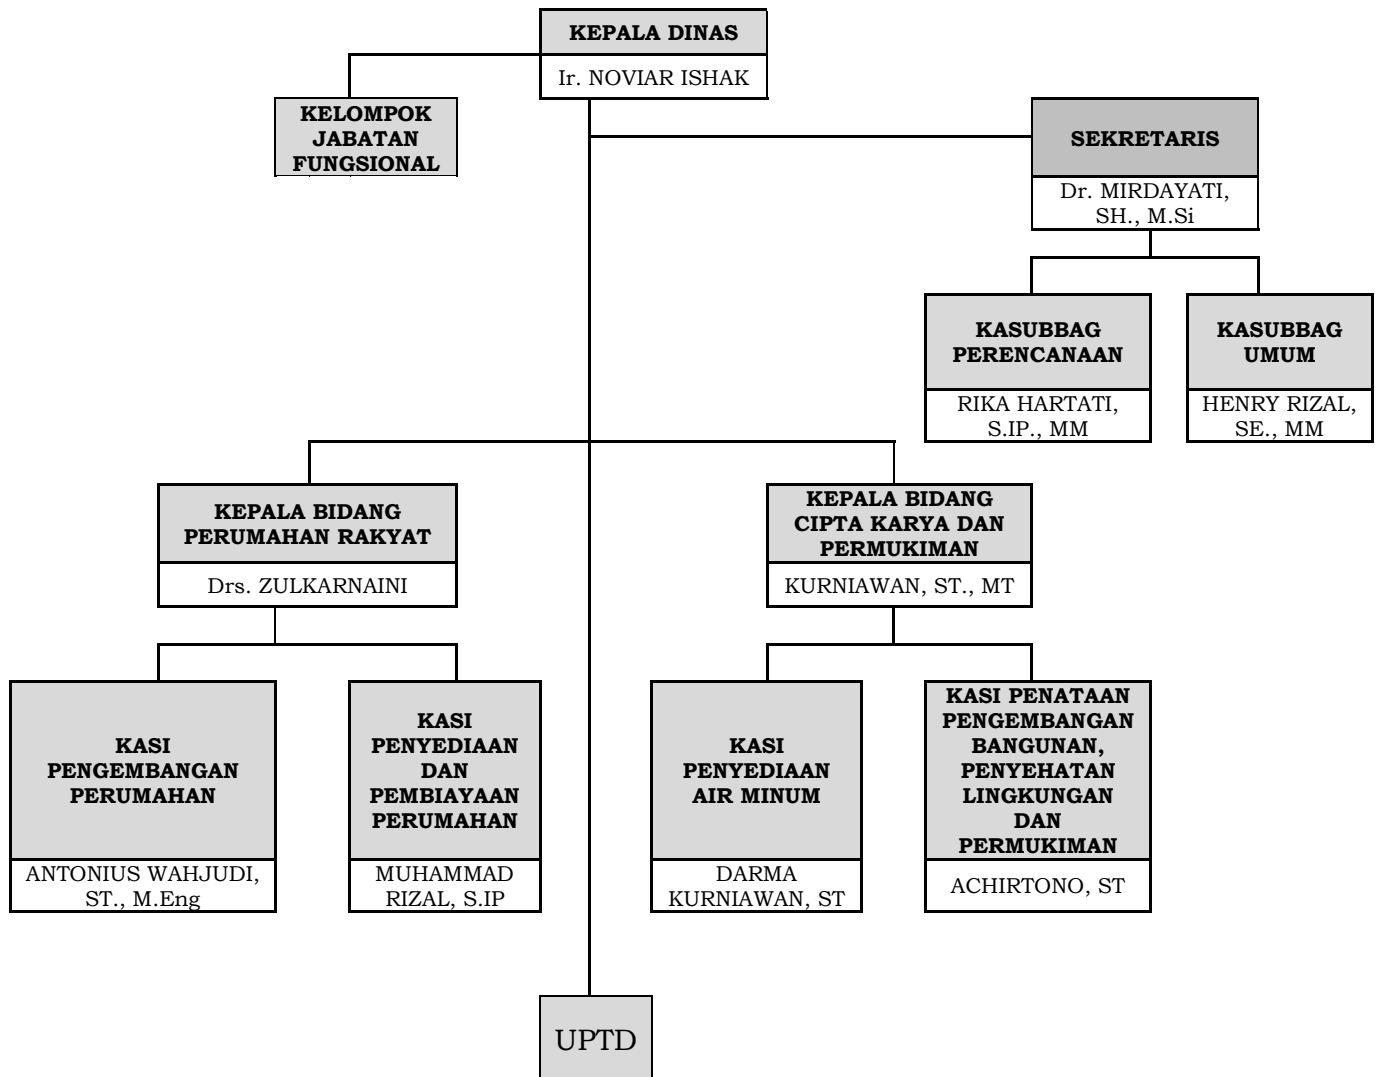 KEPALA DINAS
Ir. NOVIAR ISHAK
KELOMPOK
JABATAN
FUNGSIONAL
SEKRETARIS
Dr. MIRDAYATI,
SH., M.Si
KASUBBAG
PERENCANAAN
RIKA HARTATI,
S.IP., MM
KASUBBAG
UMUM
HENRY RIZAL,
SE., MM
KEPALA BIDANG
PERUMAHAN RAKYAT
Drs. ZULKARNAINI
KEPALA BIDANG
CIPTA KARYA DAN
PERMUKIMAN
KURNIAWAN, ST., MT
KASI
PENGEMBANGAN
PERUMAHAN
ANTONIUS WAHJUDI,
ST., M.Eng
KASI
PENYEDIAAN
DAN
PEMBIAYAAN
PERUMAHAN
MUHAMMAD
RIZAL, S.IP
KASI
PENYEDIAAN
AIR MINUM
DARMA
KURNIAWAN, ST
KASI PENATAAN
PENGEMBANGAN
BANGUNAN,
PENYEHATAN
LINGKUNGAN
DAN
PERMUKIMAN
ACHIRTONO, ST
UPTD